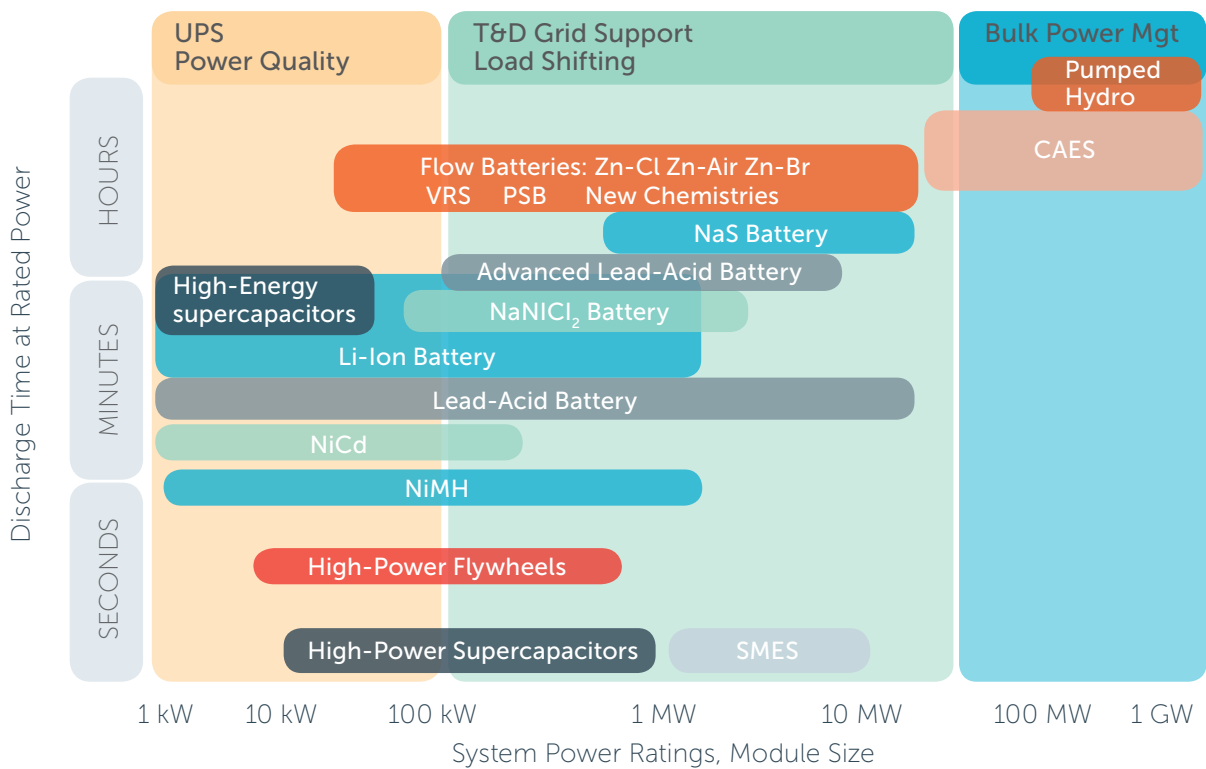 UPS
Power Quality
T&D Grid Support
Load Shifting
Bulk Power Mgt
Pumped
Hydro
CAES
Flow Batteries: Zn-Cl Zn-Air Zn-Br
VRS PSB New Chemistries
NaS Battery
Advanced Lead-Acid Battery
High-Energy
supercapacitors
NaNICl₂ Battery
Li-Ion Battery
Lead-Acid Battery
NiCd
NiMH
High-Power Flywheels
High-Power Supercapacitors
SMES
Discharge Time at Rated Power
HOURS
MINUTES
SECONDS
1 kW 10 kW 100 kW 1 MW 10 MW 100 MW 1 GW
System Power Ratings, Module Size